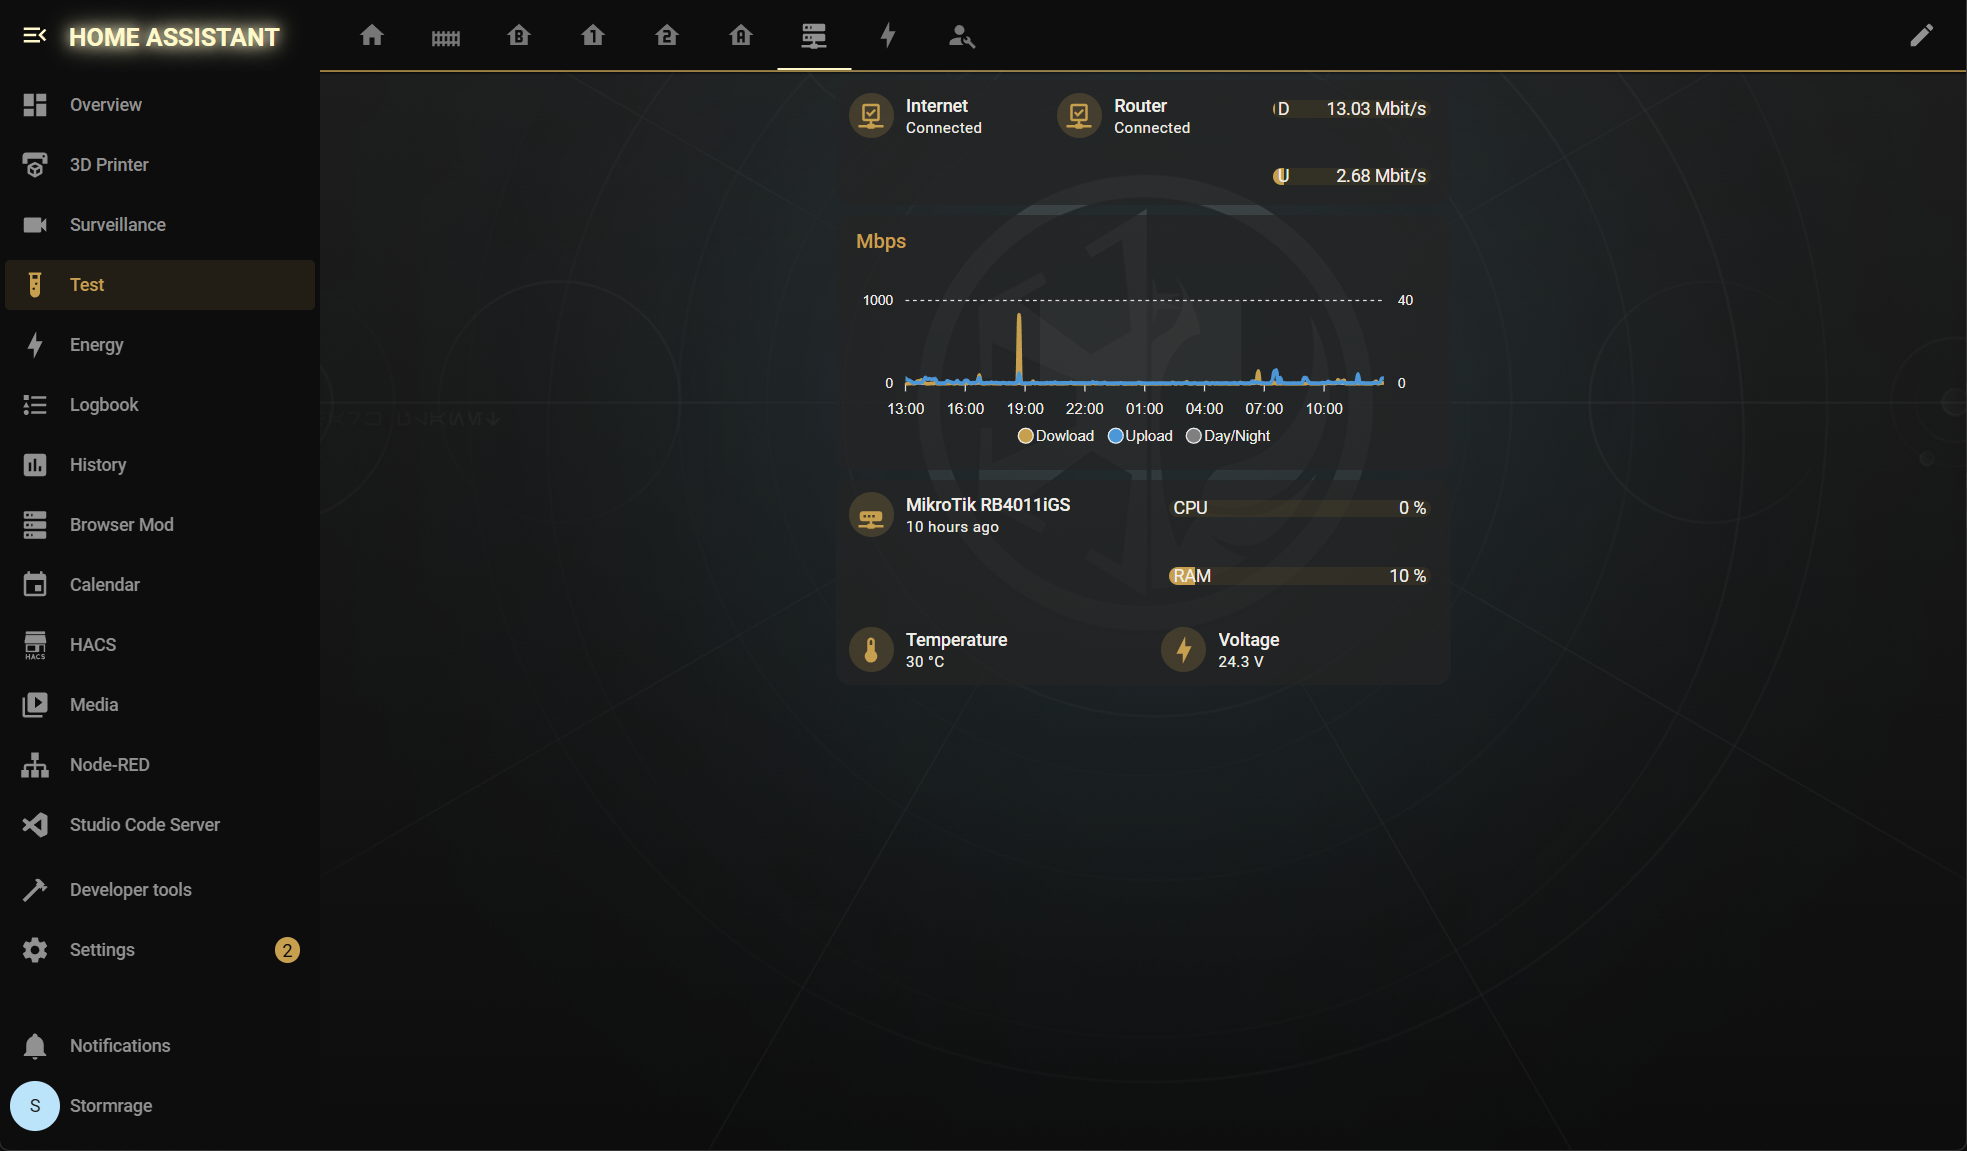 HOME ASSISTANT
B
1
2
A
Overview
3D Printer
Surveillance
Test
Energy
Logbook
History
Browser Mod
Calendar
HACS
HACS
Media
Node-RED
Studio Code Server
Developer tools
Settings
2
Notifications
S
Stormrage
Internet
Connected
Router
Connected
D 13.03 Mbit/s
U 2.68 Mbit/s
Mbps
1000
40
0
0
13:00 16:00 19:00 22:00 01:00 04:00 07:00 10:00
Dowload Upload Day/Night
MikroTik RB4011iGS
10 hours ago
CPU 0 %
RAM 10 %
Temperature
30 °C
Voltage
24.3 V